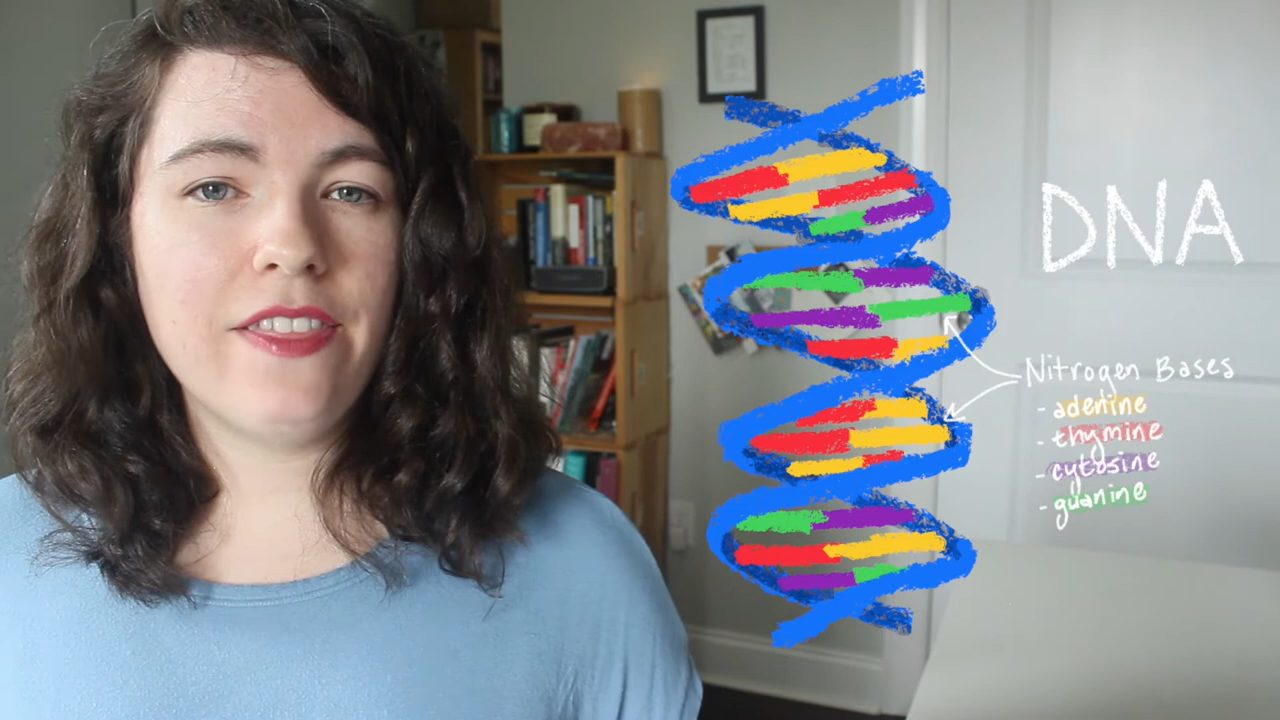 DNA
Nitrogen Bases
- adenine
- thymine
- cytosine
- guanine